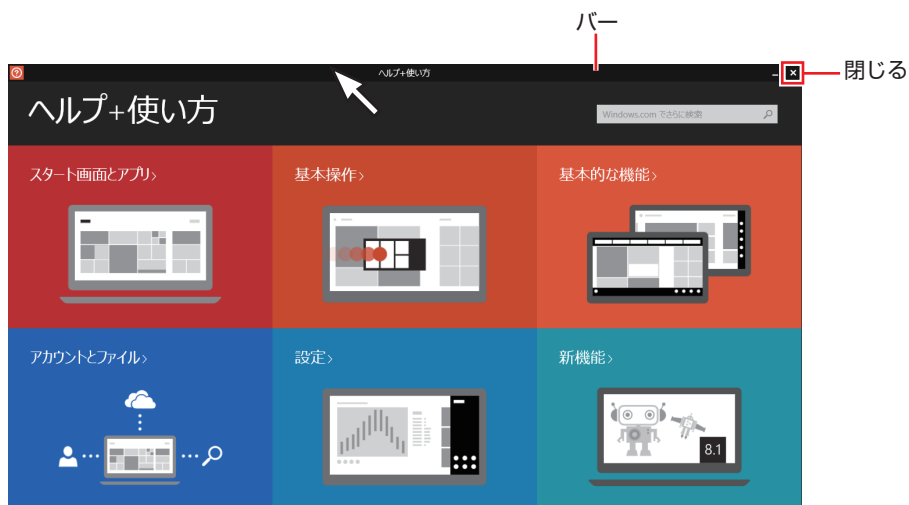 バー
ヘルプ+使い方
閉じる
ヘルプ+使い方
Windows.com でさらに検索
スタート画面とアプリ>
基本操作>
基本的な機能>
アカウントとファイル>
設定>
新機能>
8.1